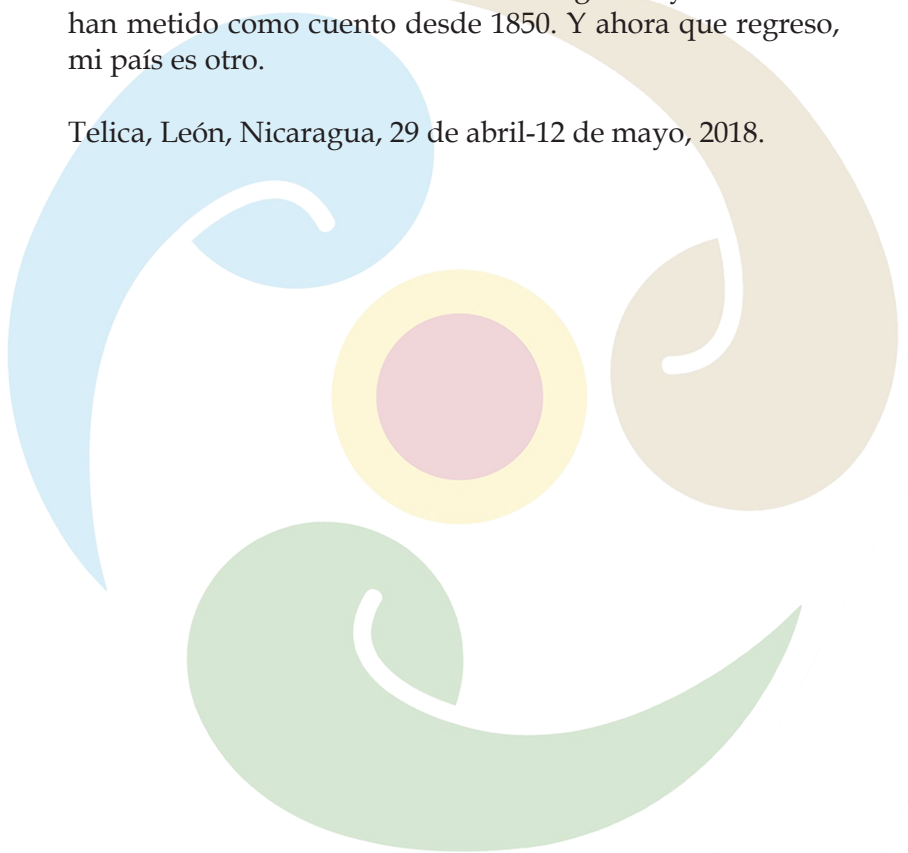 han metido como cuento desde 1850. Y ahora que regreso,
mi país es otro.
Telica, León, Nicaragua, 29 de abril-12 de mayo, 2018.